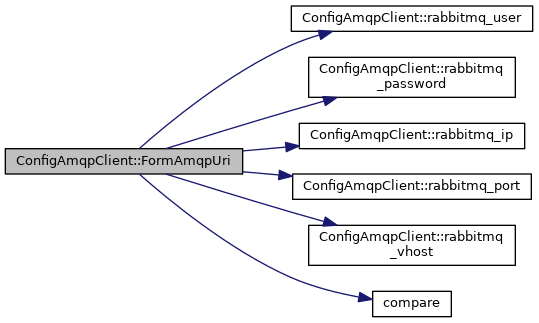 ConfigAmqpClient::rabbitmq_user
ConfigAmqpClient::rabbitmq
_password
ConfigAmqpClient::rabbitmq_ip
ConfigAmqpClient::FormAmqpUri
ConfigAmqpClient::rabbitmq_port
ConfigAmqpClient::rabbitmq
_vhost
compare